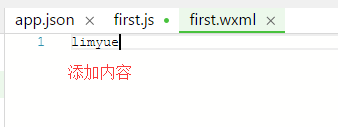 app.json × first.js first.wxml ×
1 limyue
添加内容